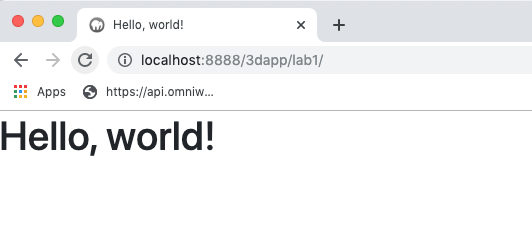 Hello, world!
localhost:8888/3dapp/lab1/
Apps https://api.omniw...
Hello, world!